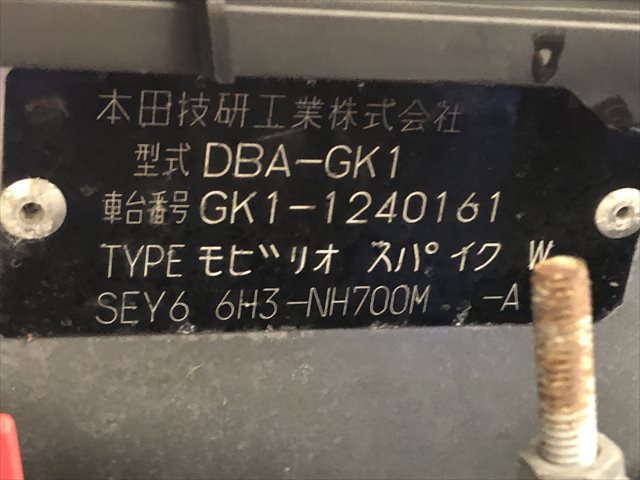 本田技研工業株式会社
型式 DBA-GK1
車台番号 GK1-1240161
TYPE モビリオ スパイク W
SEY6 6H3-NH700M -A